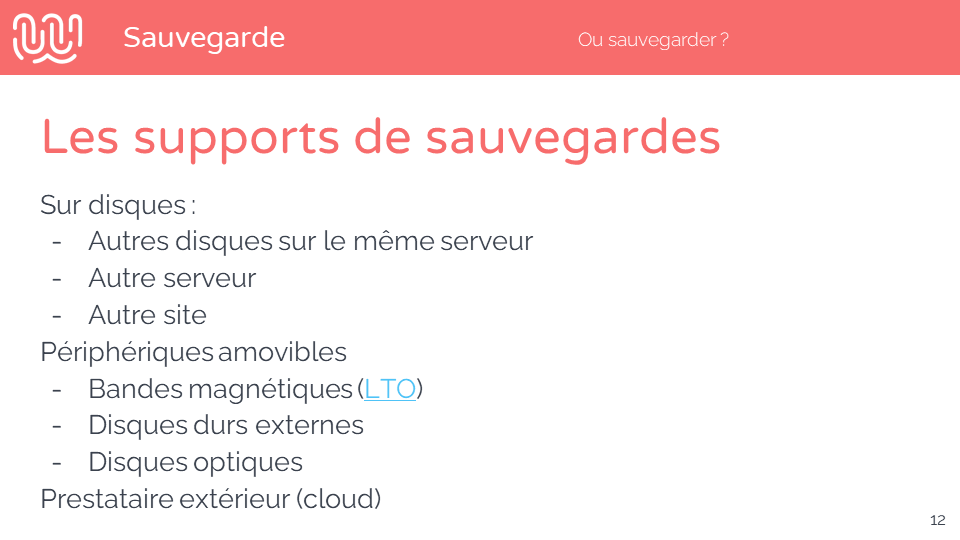 Sauvegarde
Ou sauvegarder ?
Les supports de sauvegardes
Sur disques :
- Autres disques sur le même serveur
- Autre serveur
- Autre site
Périphériques amovibles
- Bandes magnétiques (LTO)
- Disques durs externes
- Disques optiques
Prestataire extérieur (cloud)
12